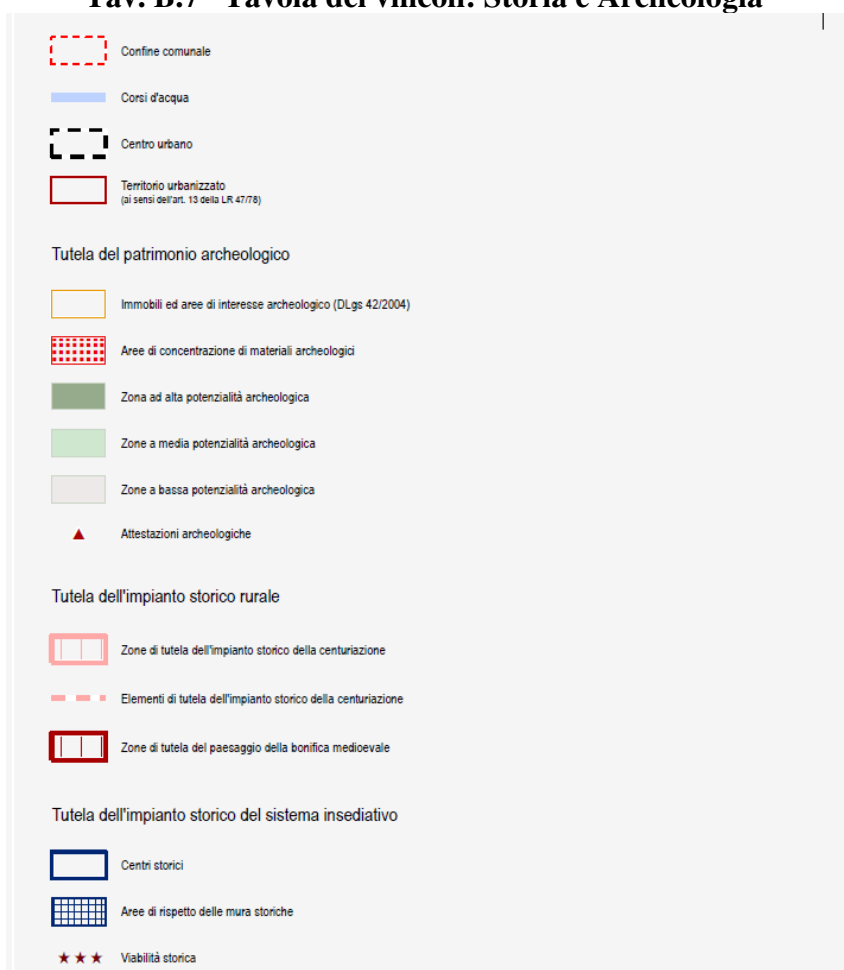 Tav. B.7 - Tavola dei vincoli: Storia e Archeologia
Confine comunale
Corsi d'acqua
Centro urbano
Territorio urbanizzato
(ai sensi dell'art. 13 della LR 47/78)
Tutela del patrimonio archeologico
Immobili ed aree di interesse archeologico (DLgs 42/2004)
Aree di concentrazione di materiali archeologici
Zona ad alta potenzialità archeologica
Zone a media potenzialità archeologica
Zone a bassa potenzialità archeologica
Attestazioni archeologiche
Tutela dell'impianto storico rurale
Zone di tutela dell'impianto storico della centuriazione
Elementi di tutela dell'impianto storico della centuriazione
Zone di tutela del paesaggio della bonifica medioevale
Tutela dell'impianto storico del sistema insediativo
Centri storici
Aree di rispetto delle mura storiche
Viabilità storica